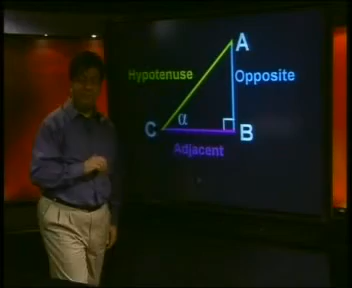 A
Hypotenuse Opposite
C α B
Adjacent